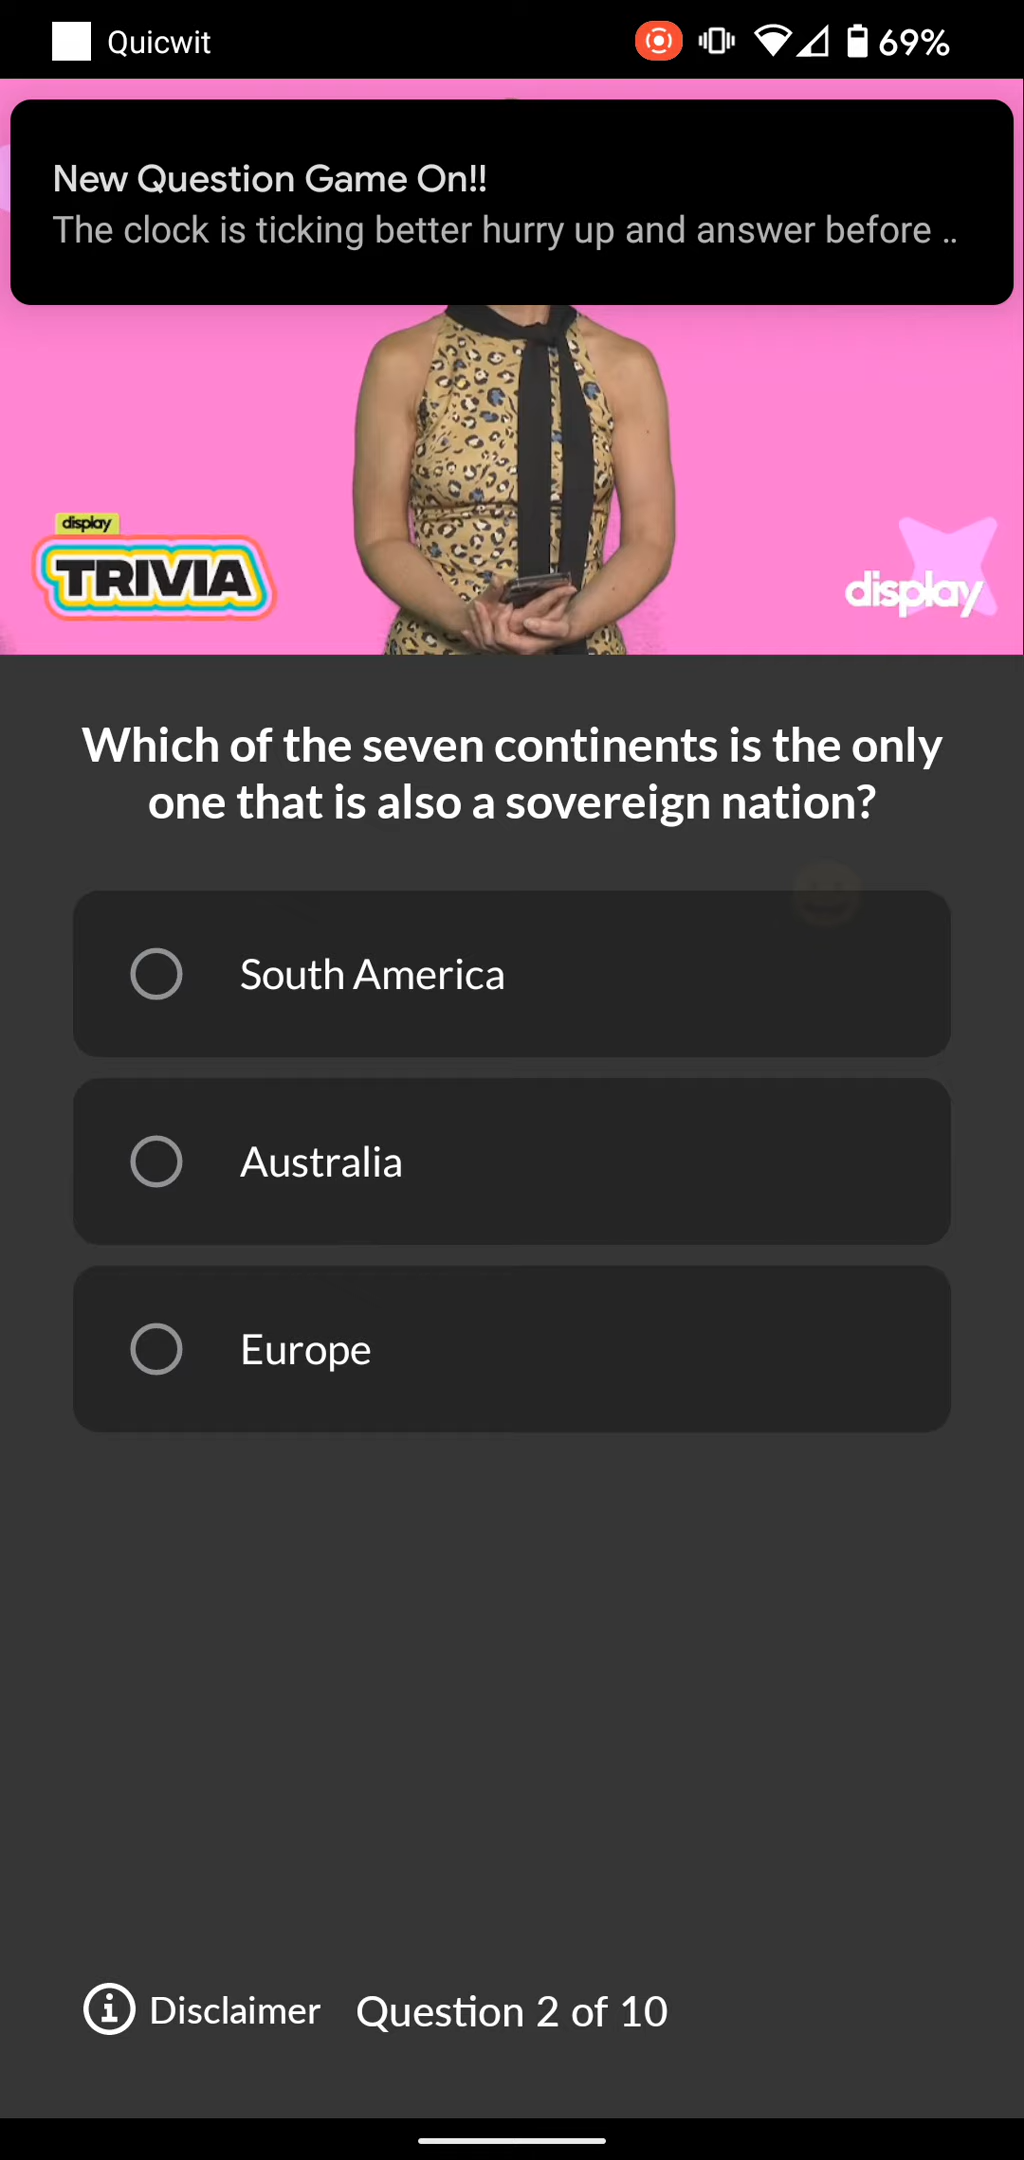 Quicwit
69%
New Question Game On!!
The clock is ticking better hurry up and answer before ..
display
TRIVIA
display
Which of the seven continents is the only
one that is also a sovereign nation?
South America
Australia
Europe
Disclaimer Question 2 of 10